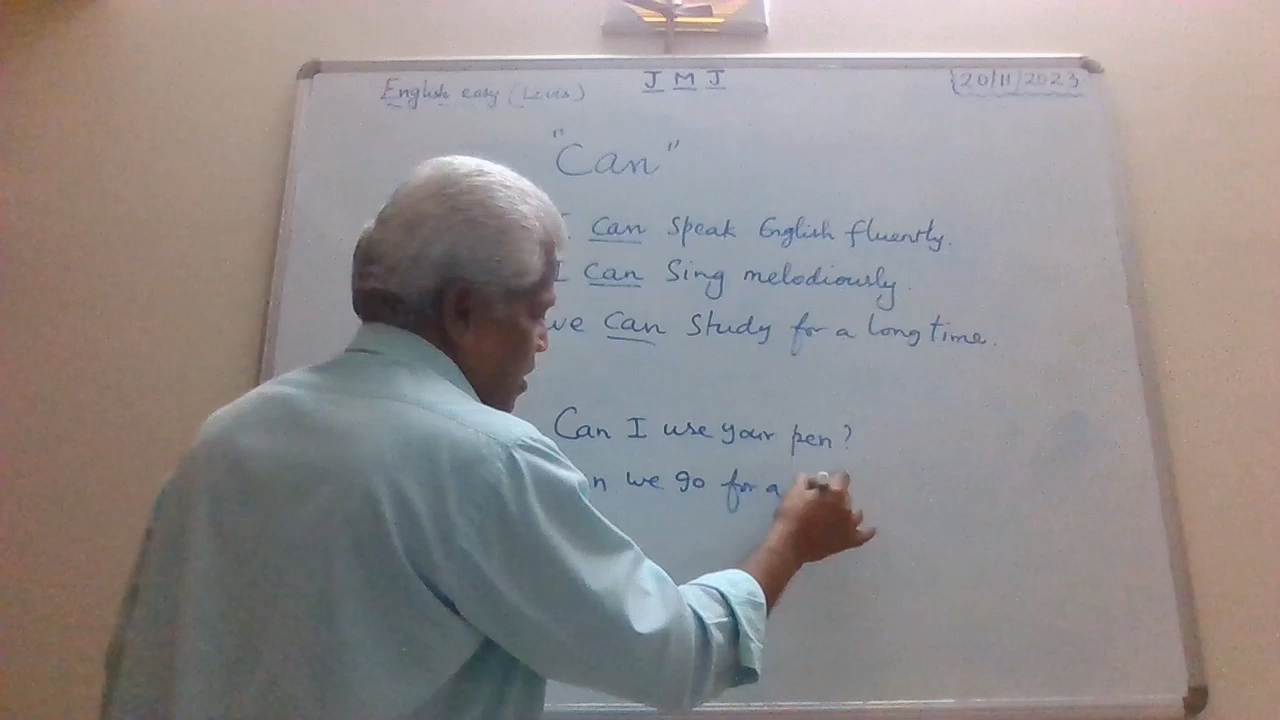 J M J
English easy (Levis)
{20/11/2023
"Can"
I can speak English fluently.
I can Sing melodiously.
we can study for a long time.
Can I use your pen?
n we go for a